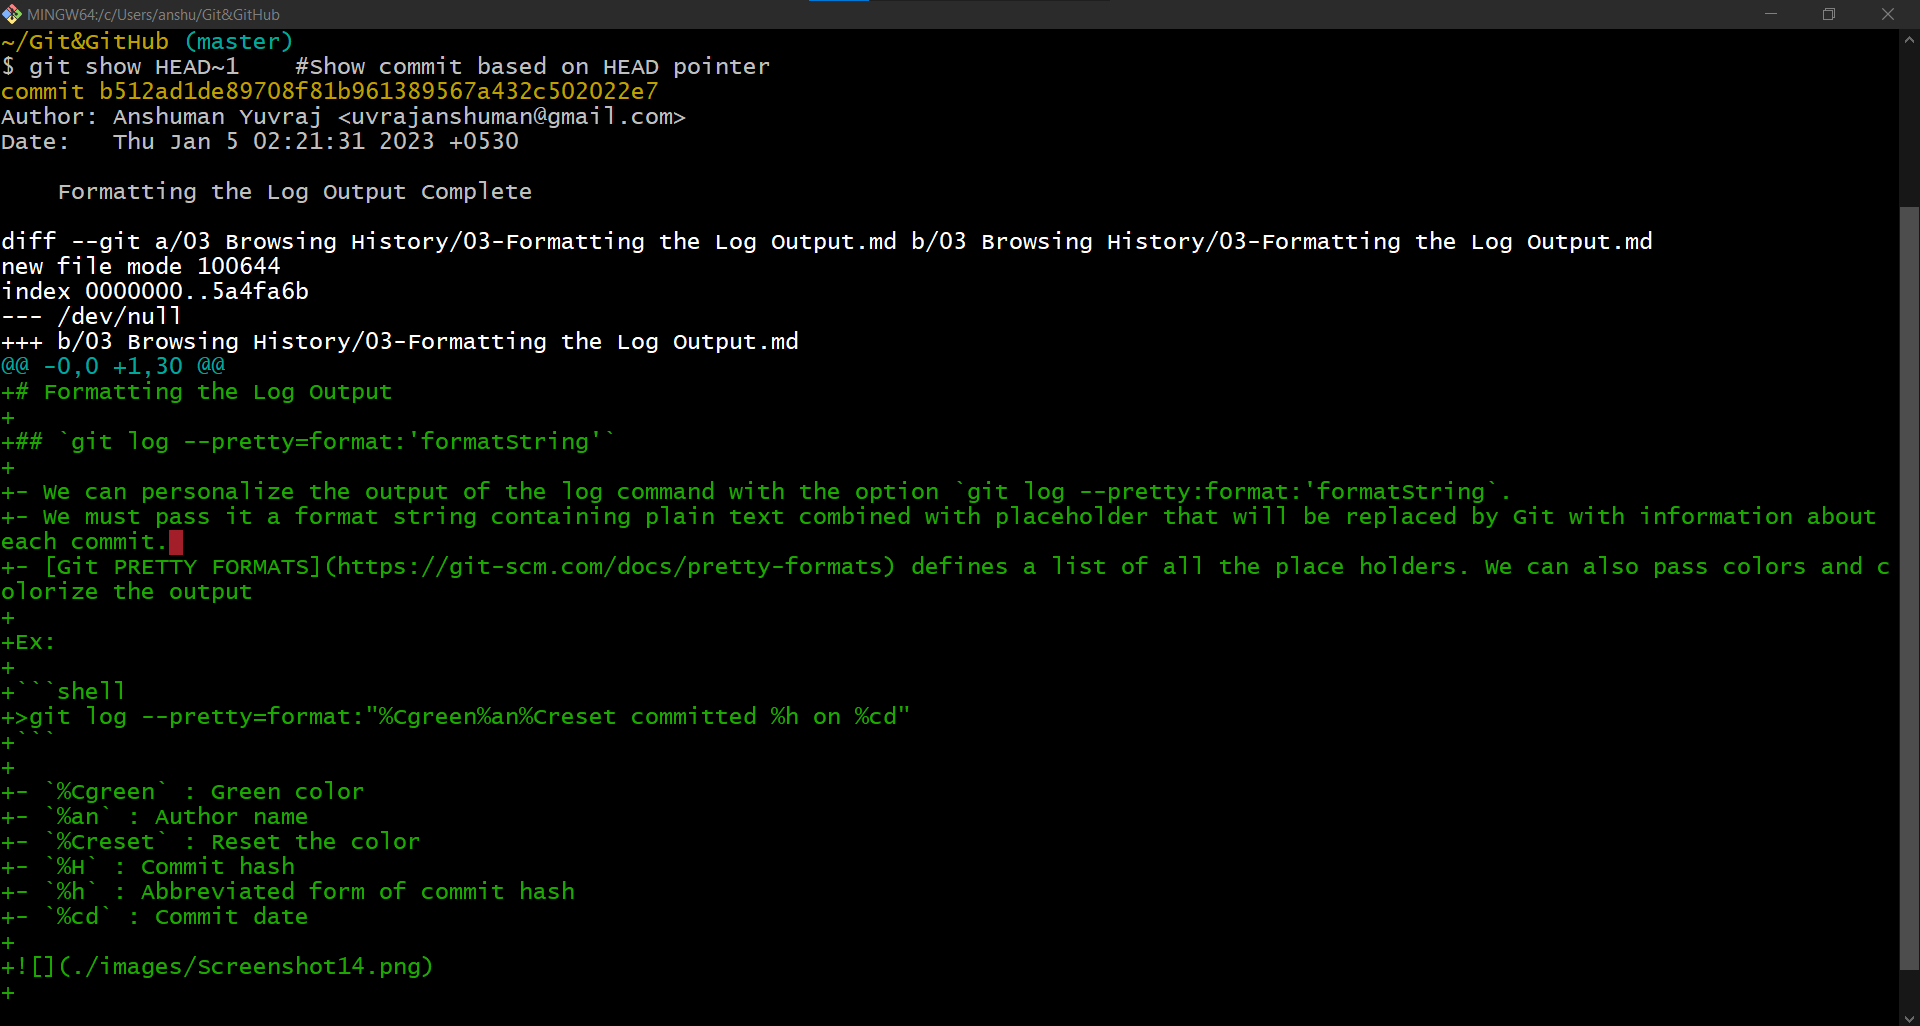 MINGW64:/c/Users/anshu/Git&GitHub
~/Git&GitHub (master)
$ git show HEAD~1    #Show commit based on HEAD pointer
commit b512ad1de89708f81b961389567a432c502022e7
Author: Anshuman Yuvraj <uvrajanshuman@gmail.com>
Date:   Thu Jan 5 02:21:31 2023 +0530

    Formatting the Log Output Complete

diff --git a/03 Browsing History/03-Formatting the Log Output.md b/03 Browsing History/03-Formatting the Log Output.md
new file mode 100644
index 0000000..5a4fa6b
--- /dev/null
+++ b/03 Browsing History/03-Formatting the Log Output.md
@@ -0,0 +1,30 @@
+# Formatting the Log Output
+
+## `git log --pretty=format:'formatString'`
+
+- We can personalize the output of the log command with the option `git log --pretty:format:'formatString`.
+- We must pass it a format string containing plain text combined with placeholder that will be replaced by Git with information about
each commit.
+- [Git PRETTY FORMATS](https://git-scm.com/docs/pretty-formats) defines a list of all the place holders. We can also pass colors and c
olorize the output
+
+Ex:
+
+```shell
+>git log --pretty=format:"%Cgreen%an%Creset committed %h on %cd"
+```
+
+- `%Cgreen` : Green color
+- `%an` : Author name
+- `%Creset` : Reset the color
+- `%H` : Commit hash
+- `%h` : Abbreviated form of commit hash
+- `%cd` : Commit date
+
+![](./images/Screenshot14.png)
+